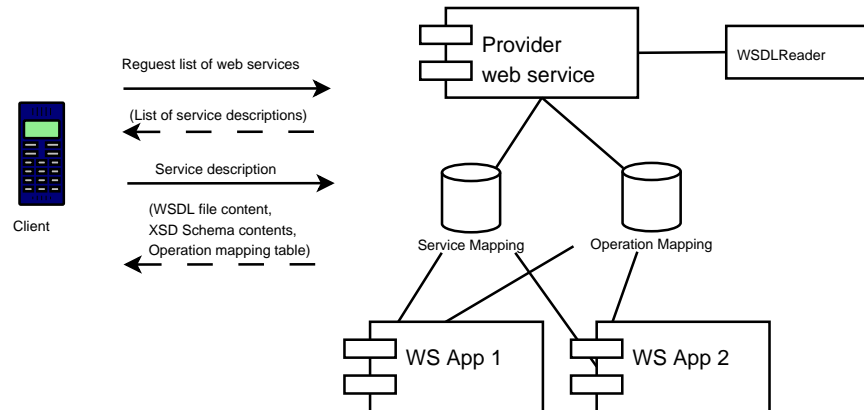 Provider
web service
WSDLReader
Reguest list of web services
(List of service descriptions)
Service description
(WSDL file content,
XSD Schema contents,
Operation mapping table)
Client
Service Mapping
Operation Mapping
WS App 1
WS App 2